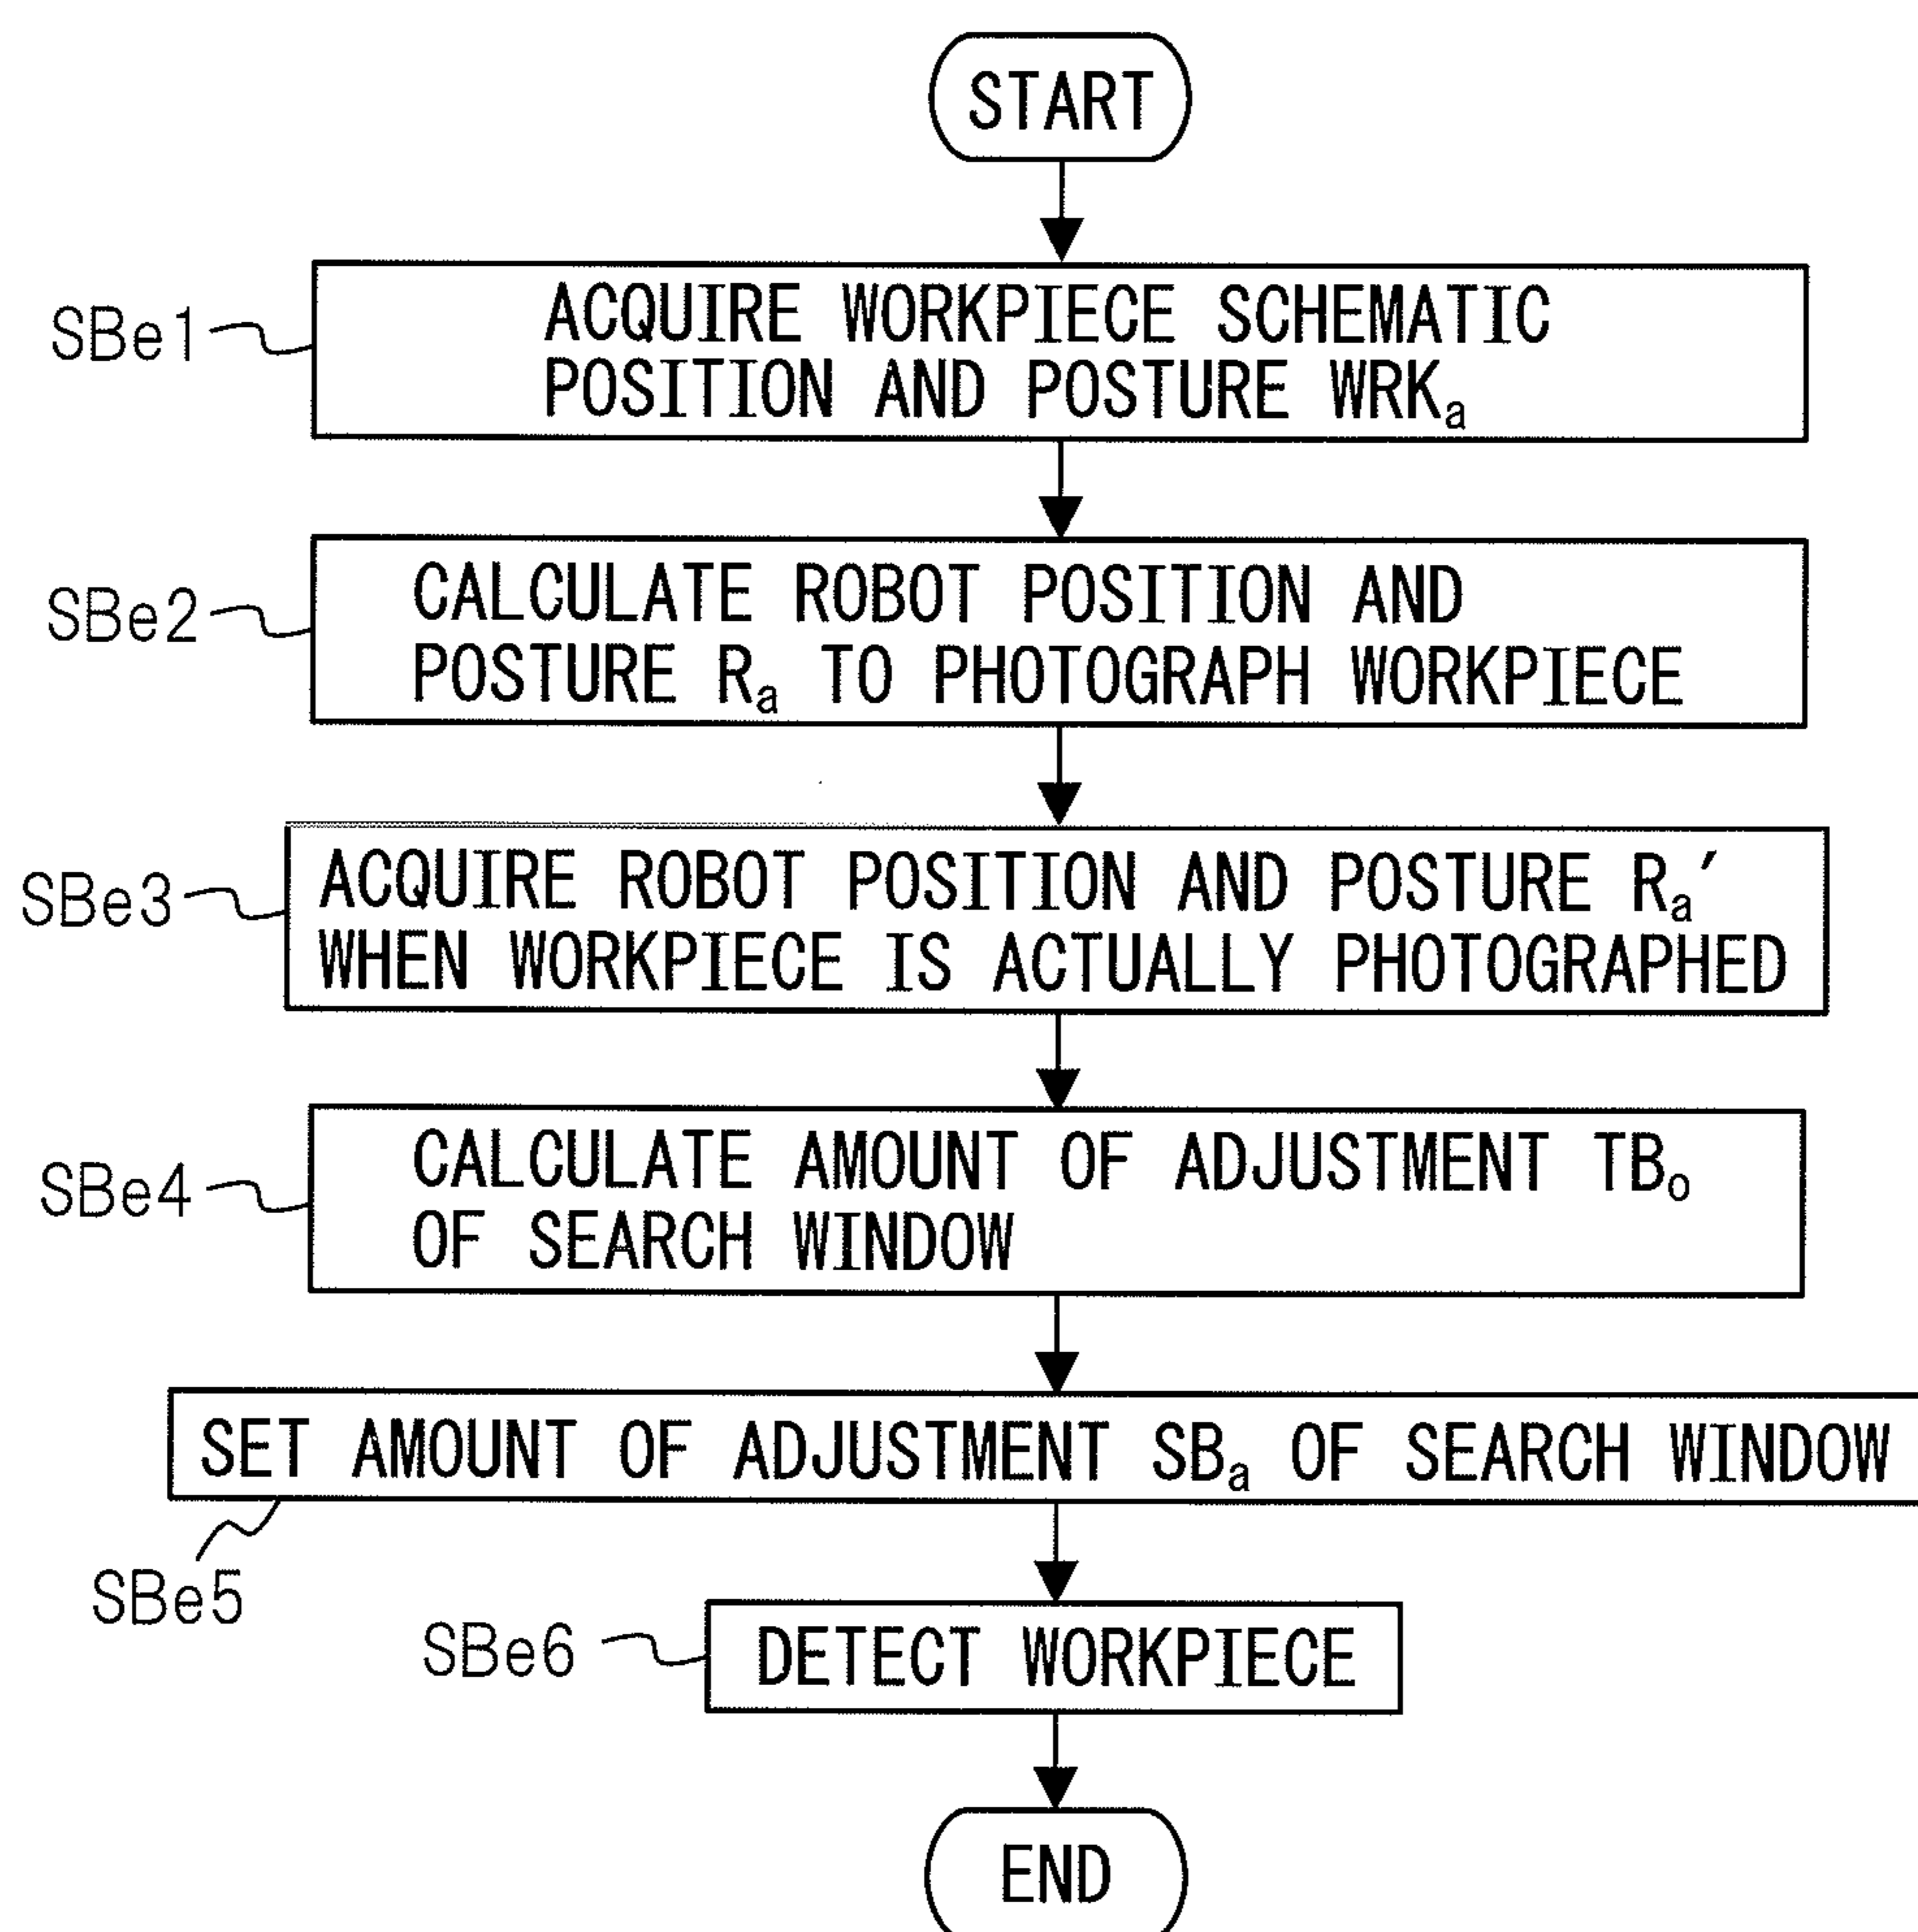 START
SBe1
ACQUIRE WORKPIECE SCHEMATIC
POSITION AND POSTURE WRKa
SBe2
CALCULATE ROBOT POSITION AND
POSTURE Ra TO PHOTOGRAPH WORKPIECE
SBe3
ACQUIRE ROBOT POSITION AND POSTURE Ra′
WHEN WORKPIECE IS ACTUALLY PHOTOGRAPHED
SBe4
CALCULATE AMOUNT OF ADJUSTMENT TBo
OF SEARCH WINDOW
SET AMOUNT OF ADJUSTMENT SBa OF SEARCH WINDOW
SBe5
SBe6
DETECT WORKPIECE
END